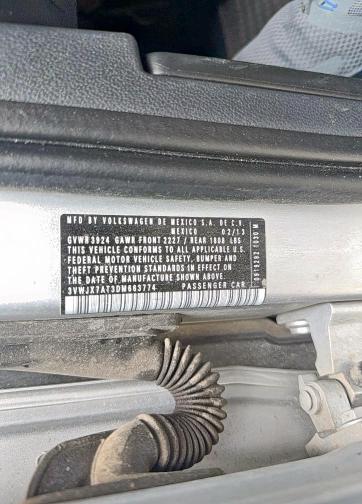 MFD BY VOLKSWAGEN DE MEXICO S.A. DE C.V.
MEXICO 02/13
GVWR 3924 GAWR FRONT 2227 / REAR 1808 LBS
THIS VEHICLE CONFORMS TO ALL APPLICABLE U.S.
FEDERAL MOTOR VEHICLE SAFETY, BUMPER AND
THEFT PREVENTION STANDARDS IN EFFECT ON THE
DATE OF MANUFACTURE SHOWN ABOVE.
3VWJX7AT3DM663774 PASSENGER CAR